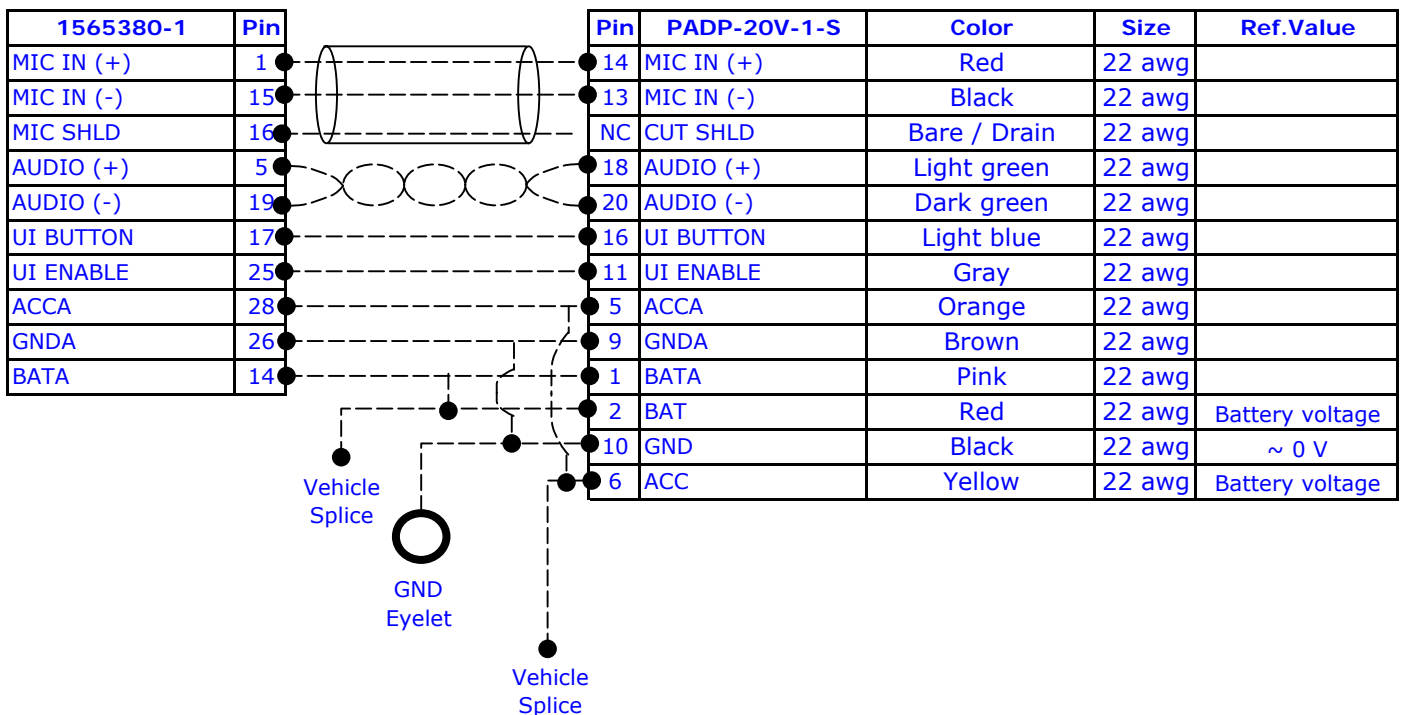 1565380-1 Pin Pin PADP-20V-1-S Color Size Ref.Value
MIC IN (+) 1 14 MIC IN (+) Red 22 awg
MIC IN (-) 15 13 MIC IN (-) Black 22 awg
MIC SHLD 16 NC CUT SHLD Bare / Drain 22 awg
AUDIO (+) 5 18 AUDIO (+) Light green 22 awg
AUDIO (-) 19 20 AUDIO (-) Dark green 22 awg
UI BUTTON 17 16 UI BUTTON Light blue 22 awg
UI ENABLE 25 11 UI ENABLE Gray 22 awg
ACCA 28 5 ACCA Orange 22 awg
GNDA 26 9 GNDA Brown 22 awg
BATA 14 1 BATA Pink 22 awg
2 BAT Red 22 awg Battery voltage
10 GND Black 22 awg ~ 0 V
6 ACC Yellow 22 awg Battery voltage
Vehicle
Splice
GND
Eyelet
Vehicle
Splice